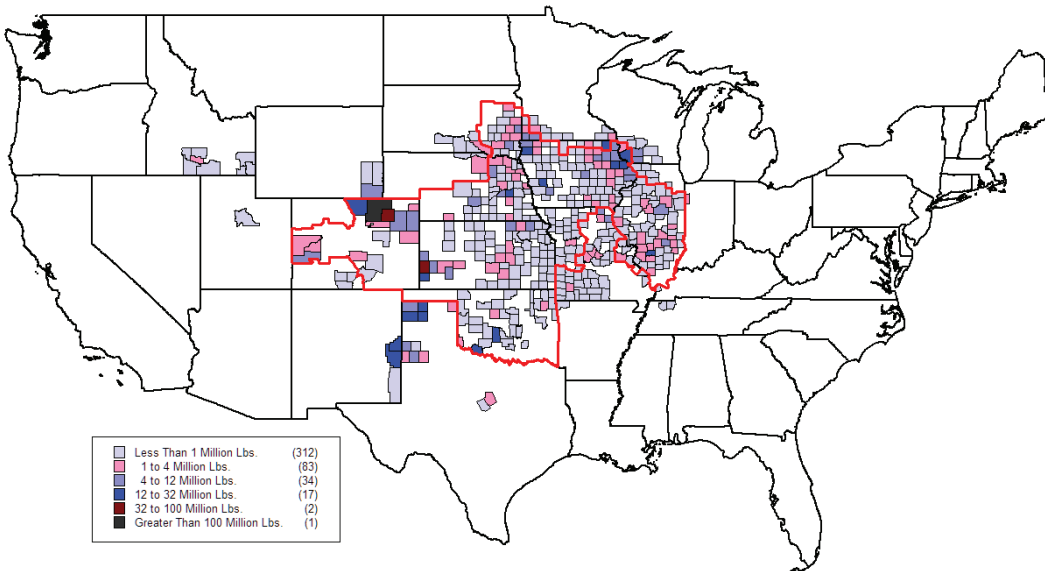 Less Than 1 Million Lbs. (312)
1 to 4 Million Lbs. (83)
4 to 12 Million Lbs. (34)
12 to 32 Million Lbs. (17)
32 to 100 Million Lbs. (2)
Greater Than 100 Million Lbs. (1)